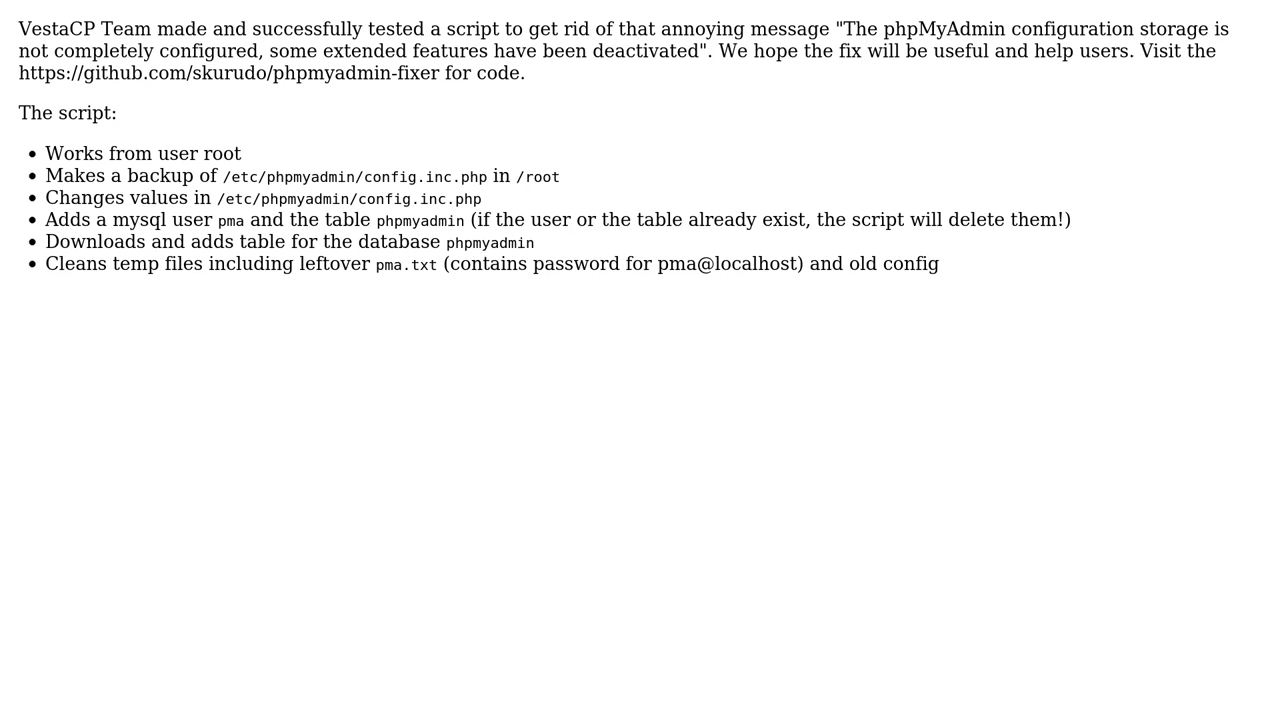 VestaCP Team made and successfully tested a script to get rid of that annoying message "The phpMyAdmin configuration storage is
not completely configured, some extended features have been deactivated". We hope the fix will be useful and help users. Visit the
https://github.com/skurudo/phpmyadmin-fixer for code.
The script:
• Works from user root
• Makes a backup of /etc/phpmyadmin/config.inc.php in /root
• Changes values in /etc/phpmyadmin/config.inc.php
• Adds a mysql user pma and the table phpmyadmin (if the user or the table already exist, the script will delete them!)
• Downloads and adds table for the database phpmyadmin
• Cleans temp files including leftover pma.txt (contains password for pma@localhost) and old config